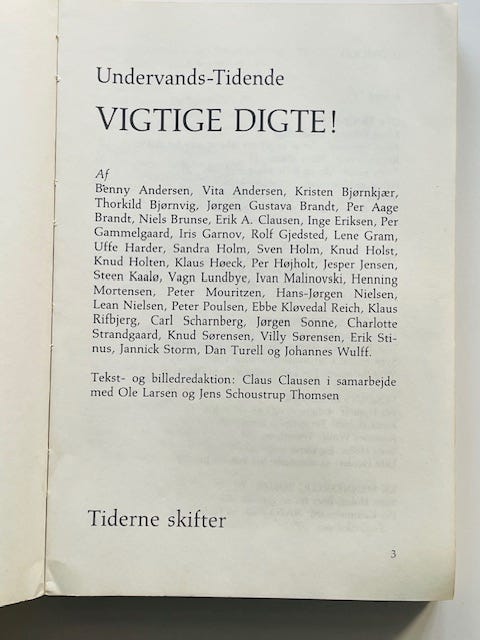 Undervands-Tidende
VIGTIGE DIGTE!
Af
Benny Andersen, Vita Andersen, Kristen Bjørnkjær,
Thorkild Bjørnvig, Jørgen Gustava Brandt, Per Aage
Brandt, Niels Brunse, Erik A. Clausen, Inge Eriksen, Per
Gammelgaard, Iris Garnov, Rolf Gjedsted, Lene Gram,
Uffe Harder, Sandra Holm, Sven Holm, Knud Holst,
Knud Holten, Klaus Høeck, Per Højholt, Jesper Jensen,
Steen Kaalø, Vagn Lundbye, Ivan Malinovski, Henning
Mortensen, Peter Mouritzen, Hans-Jørgen Nielsen,
Lean Nielsen, Peter Poulsen, Ebbe Kløvedal Reich, Klaus
Rifbjerg, Carl Scharnberg, Jørgen Sonne, Charlotte
Strandgaard, Knud Sørensen, Villy Sørensen, Erik Sti-
nus, Jannick Storm, Dan Turell og Johannes Wulff.
Tekst- og billedredaktion: Claus Clausen i samarbejde
med Ole Larsen og Jens Schoustrup Thomsen
Tiderne skifter
3